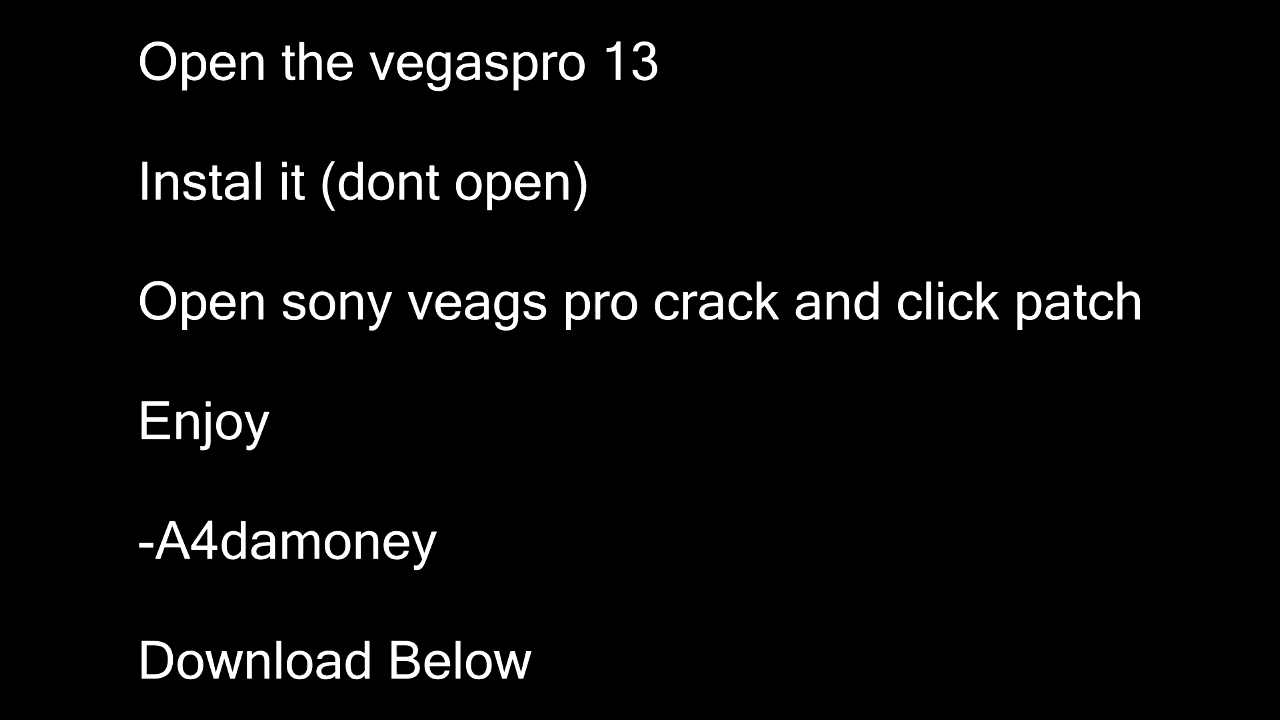 Open the vegaspro 13
Instal it (dont open)
Open sony veags pro crack and click patch
Enjoy
-A4damoney
Download Below